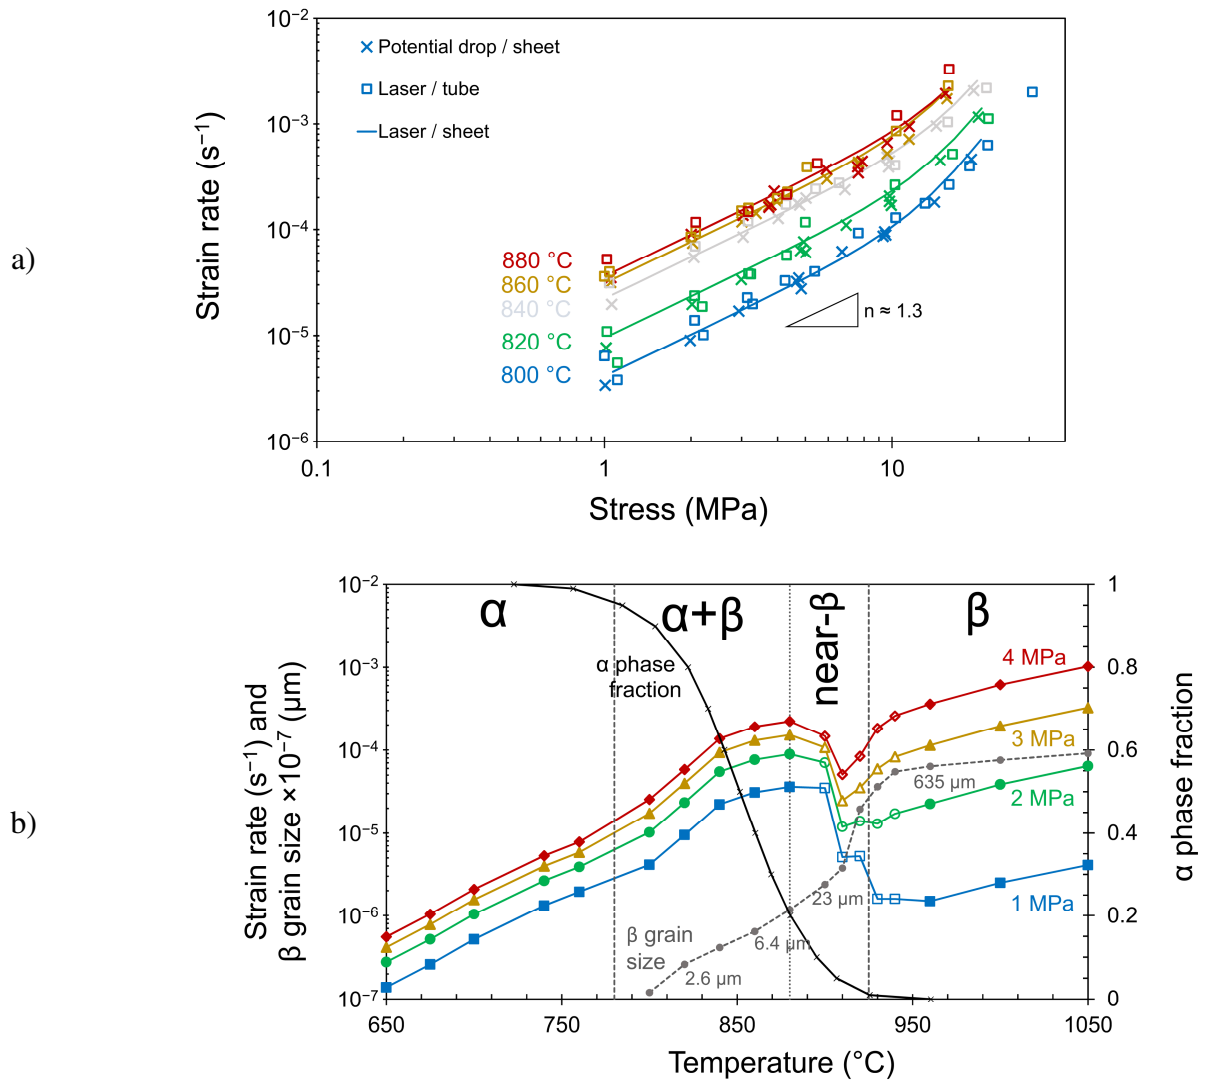 a)
Strain rate (s⁻¹)
10⁻²
10⁻³
10⁻⁴
10⁻⁵
10⁻⁶
Potential drop / sheet
Laser / tube
Laser / sheet
880 °C
860 °C
840 °C
820 °C
800 °C
n ≈ 1.3
0.1
1
10
Stress (MPa)
b)
Strain rate (s⁻¹) and
β grain size ×10⁻⁷ (μm)
10⁻²
10⁻³
10⁻⁴
10⁻⁵
10⁻⁶
10⁻⁷
α
α+β
near-β
β
α phase
fraction
4 MPa
3 MPa
635 μm
2 MPa
1 MPa
23 μm
β grain
size
6.4 μm
2.6 μm
1
0.8
0.6
0.4
0.2
0
α phase fraction
650
750
850
950
1050
Temperature (°C)